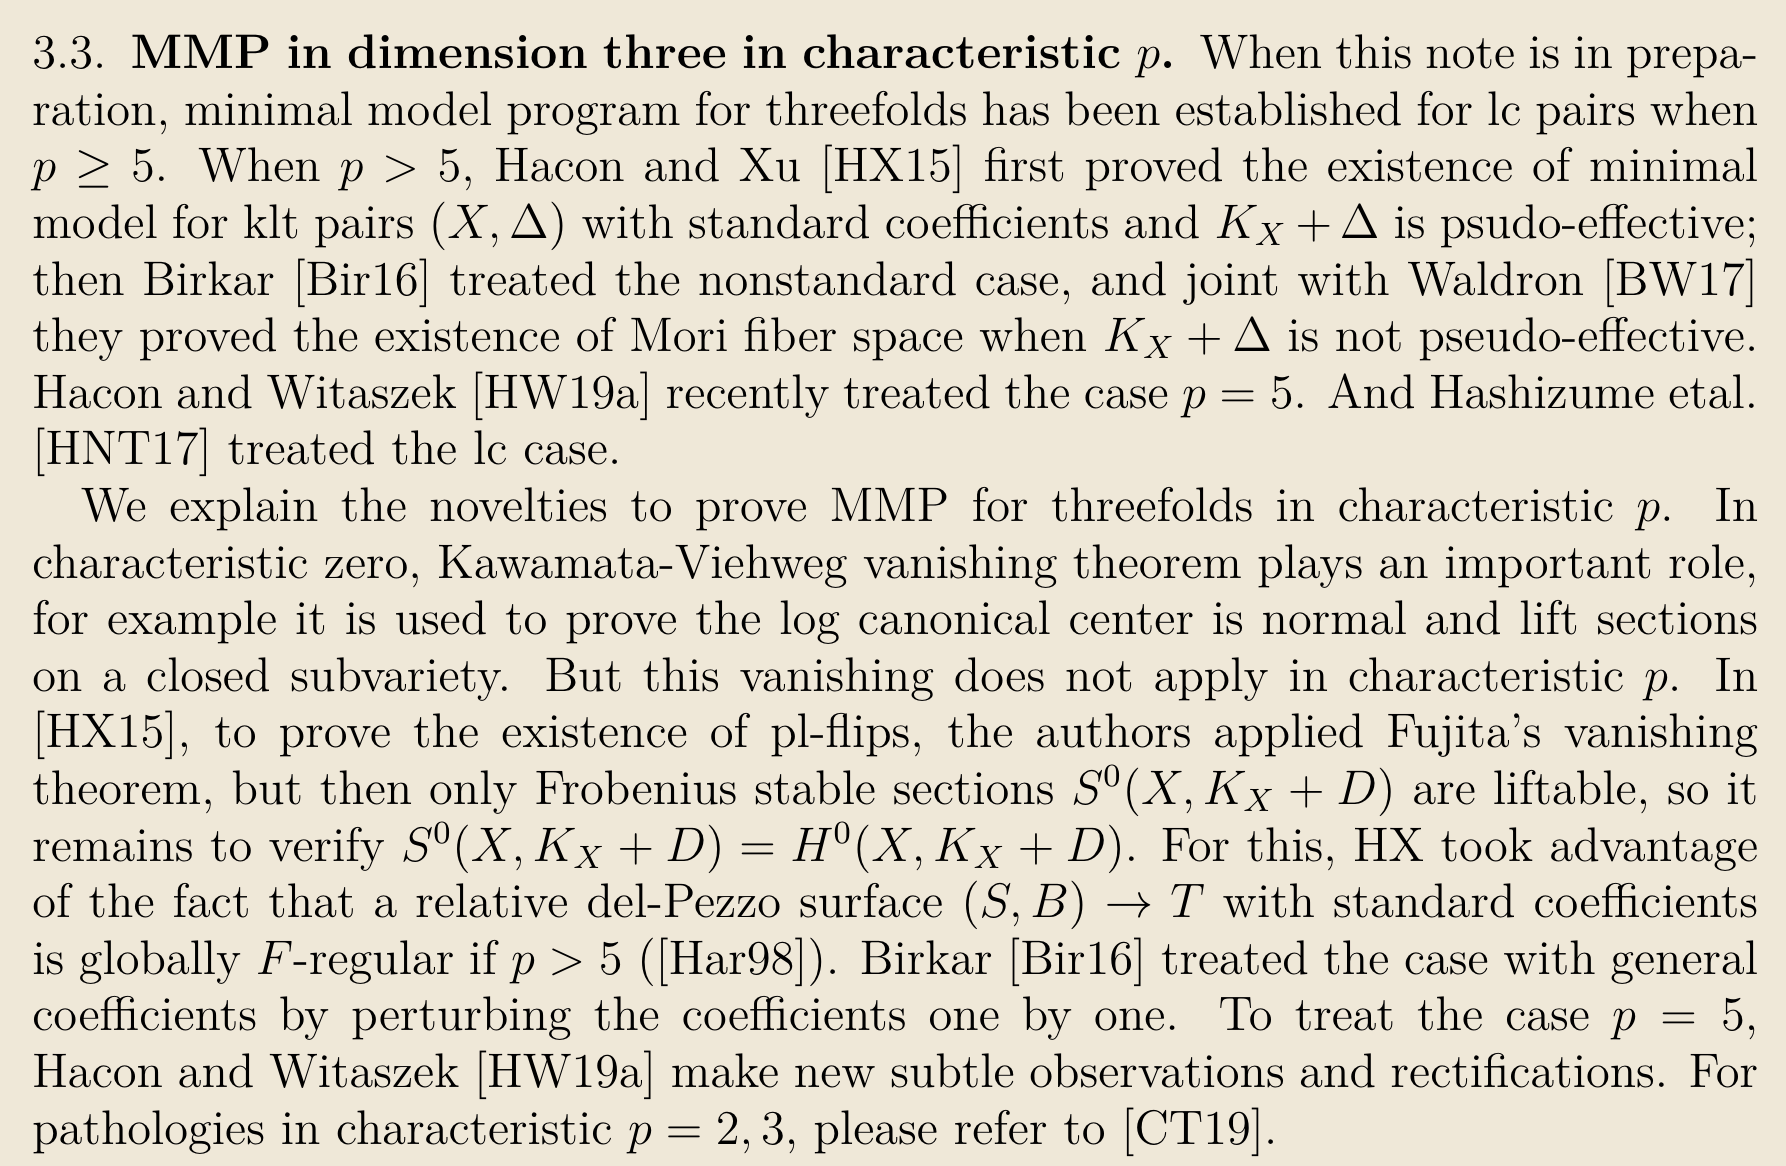 3.3. MMP in dimension three in characteristic p. When this note is in prepa-
ration, minimal model program for threefolds has been established for lc pairs when
p ≥ 5. When p > 5, Hacon and Xu [HX15] first proved the existence of minimal
model for klt pairs (X, Δ) with standard coefficients and K_X + Δ is psudo-effective;
then Birkar [Bir16] treated the nonstandard case, and joint with Waldron [BW17]
they proved the existence of Mori fiber space when K_X + Δ is not pseudo-effective.
Hacon and Witaszek [HW19a] recently treated the case p = 5. And Hashizume etal.
[HNT17] treated the lc case.
We explain the novelties to prove MMP for threefolds in characteristic p. In
characteristic zero, Kawamata-Viehweg vanishing theorem plays an important role,
for example it is used to prove the log canonical center is normal and lift sections
on a closed subvariety. But this vanishing does not apply in characteristic p. In
[HX15], to prove the existence of pl-flips, the authors applied Fujita's vanishing
theorem, but then only Frobenius stable sections S^0(X, K_X + D) are liftable, so it
remains to verify S^0(X, K_X + D) = H^0(X, K_X + D). For this, HX took advantage
of the fact that a relative del-Pezzo surface (S, B) → T with standard coefficients
is globally F-regular if p > 5 ([Har98]). Birkar [Bir16] treated the case with general
coefficients by perturbing the coefficients one by one. To treat the case p = 5,
Hacon and Witaszek [HW19a] make new subtle observations and rectifications. For
pathologies in characteristic p = 2, 3, please refer to [CT19].